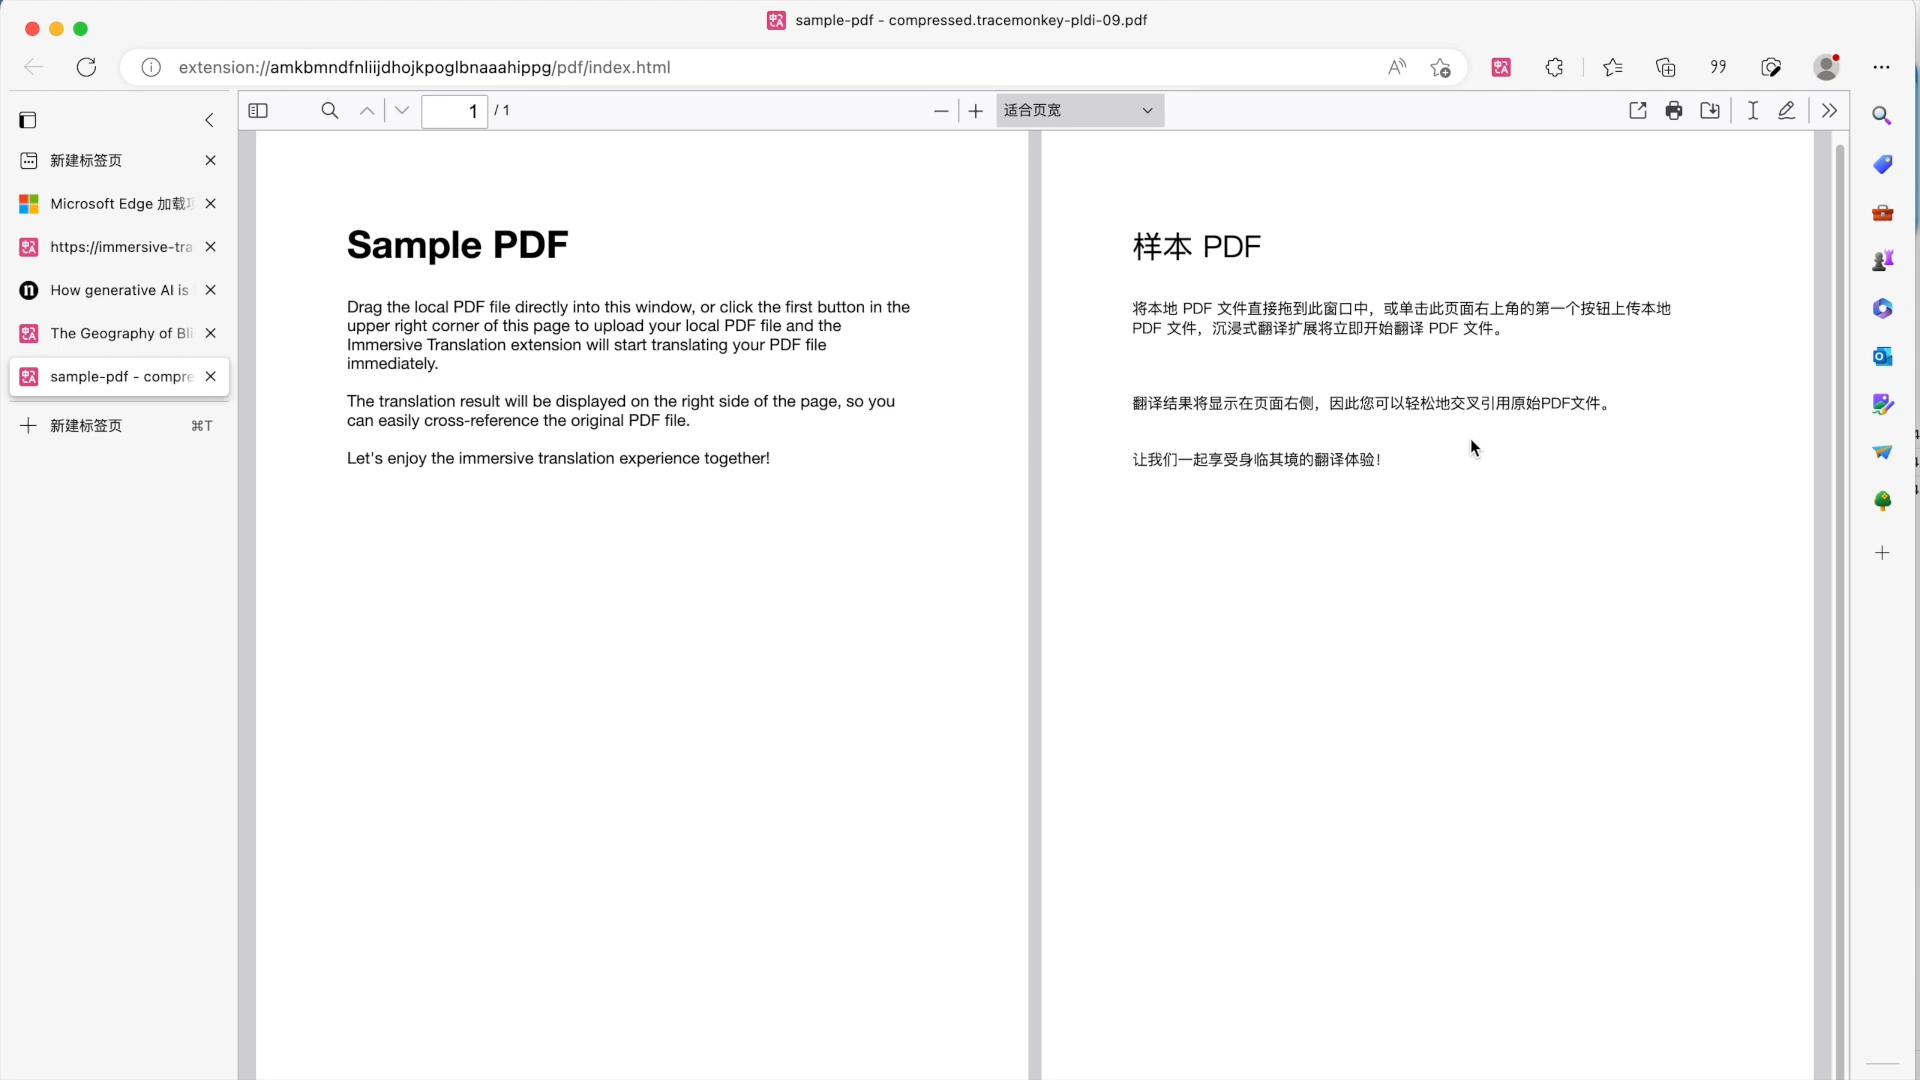 sample-pdf - compressed.tracemonkey-pldi-09.pdf
extension://amkbmndfnliijdhojkpoglbnaaahippg/pdf/index.html
1 / 1
适合页宽
新建标签页
Microsoft Edge 加载
https://immersive-tra
How generative AI is
The Geography of Bli
sample-pdf - compre
新建标签页 ⌘T
Sample PDF
Drag the local PDF file directly into this window, or click the first button in the
upper right corner of this page to upload your local PDF file and the
Immersive Translation extension will start translating your PDF file
immediately.
The translation result will be displayed on the right side of the page, so you
can easily cross-reference the original PDF file.
Let's enjoy the immersive translation experience together!
样本 PDF
将本地 PDF 文件直接拖到此窗口中，或单击此页面右上角的第一个按钮上传本地
PDF 文件，沉浸式翻译扩展将立即开始翻译 PDF 文件。
翻译结果将显示在页面右侧，因此您可以轻松地交叉引用原始PDF文件。
让我们一起享受身临其境的翻译体验！